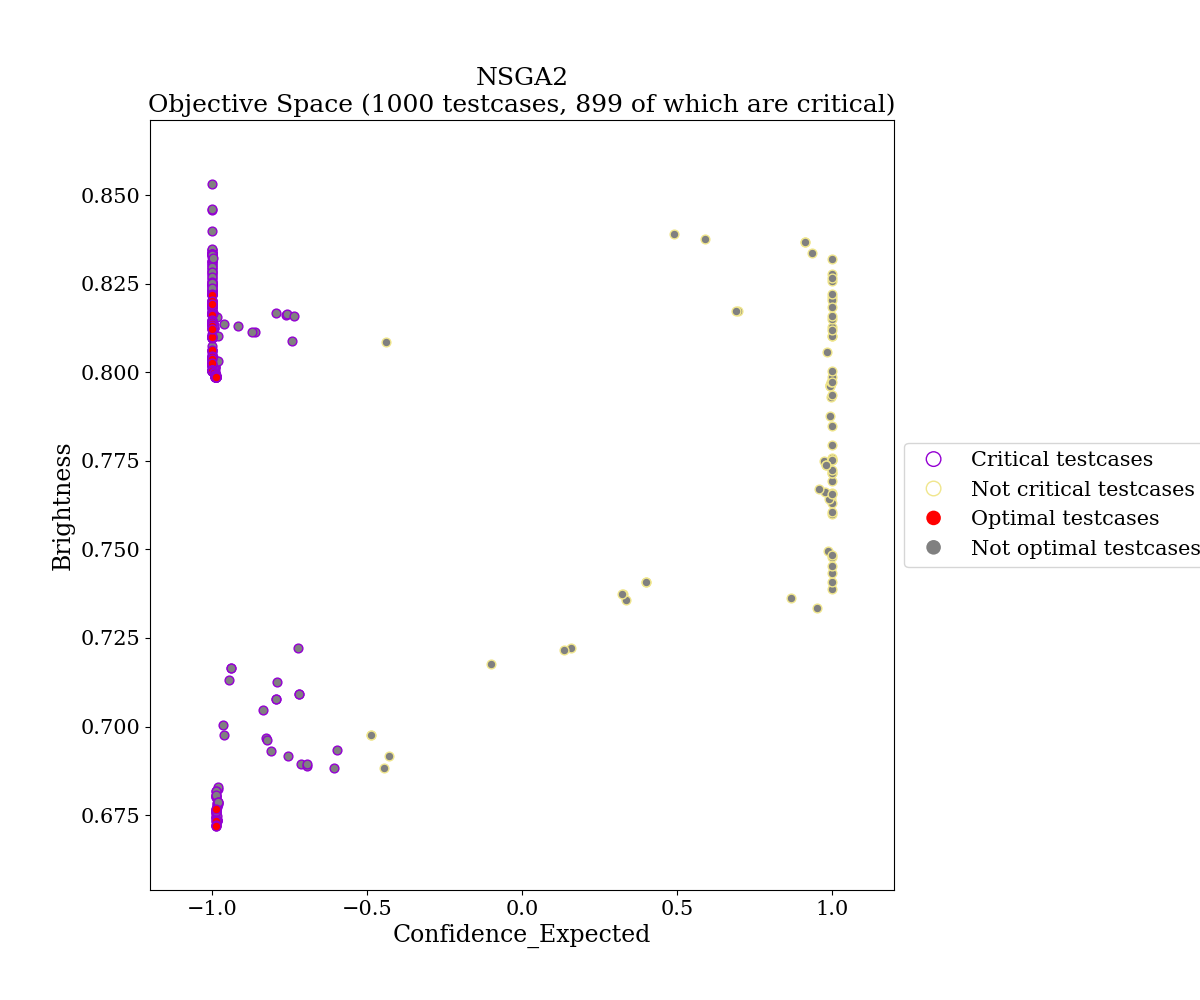 NSGA2
Objective Space (1000 testcases, 899 of which are critical)
0.850
0.825
0.800
0.775
0.750
0.725
0.700
0.675
Brightness
−1.0
−0.5
0.0
0.5
1.0
Confidence_Expected
Critical testcases
Not critical testcases
Optimal testcases
Not optimal testcases